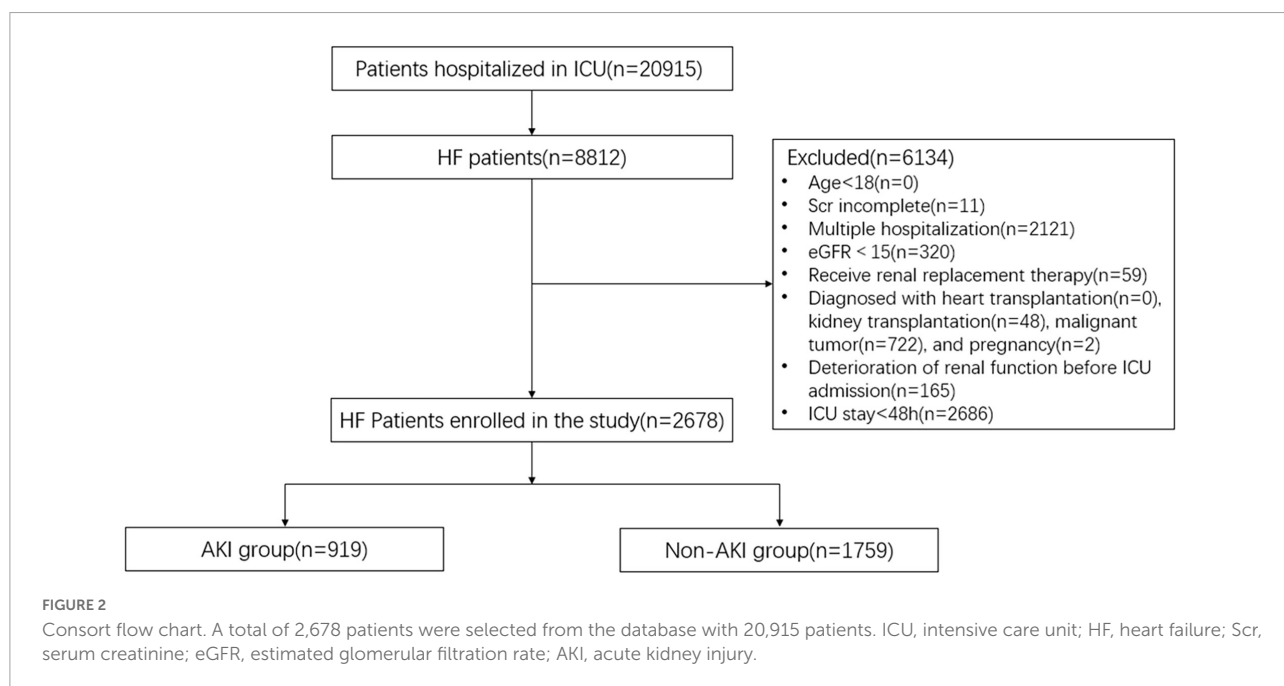 Patients hospitalized in ICU(n=20915)
HF patients(n=8812)
Excluded(n=6134)
• Age<18(n=0)
• Scr incomplete(n=11)
• Multiple hospitalization(n=2121)
• eGFR < 15(n=320)
• Receive renal replacement therapy(n=59)
• Diagnosed with heart transplantation(n=0),
kidney transplantation(n=48), malignant
tumor(n=722), and pregnancy(n=2)
• Deterioration of renal function before ICU
admission(n=165)
• ICU stay<48h(n=2686)
HF Patients enrolled in the study(n=2678)
AKI group(n=919)
Non-AKI group(n=1759)
FIGURE 2
Consort flow chart. A total of 2,678 patients were selected from the database with 20,915 patients. ICU, intensive care unit; HF, heart failure; Scr,
serum creatinine; eGFR, estimated glomerular filtration rate; AKI, acute kidney injury.